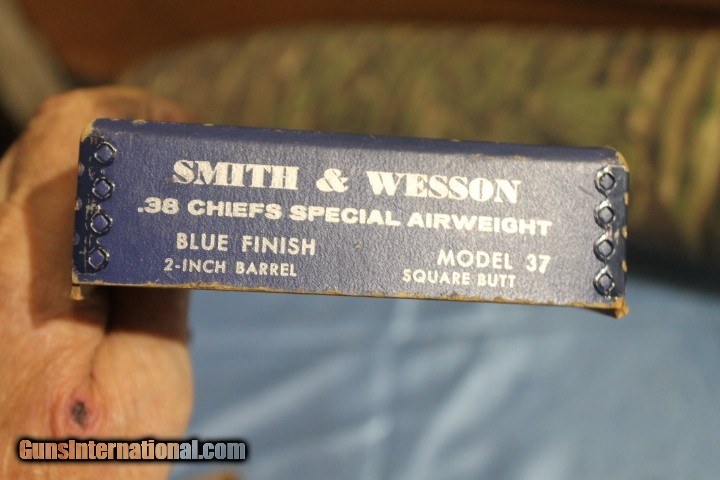 SMITH & WESSON
.38 CHIEFS SPECIAL AIRWEIGHT
BLUE FINISH MODEL 37
2-INCH BARREL SQUARE BUTT
GunsInternational.com